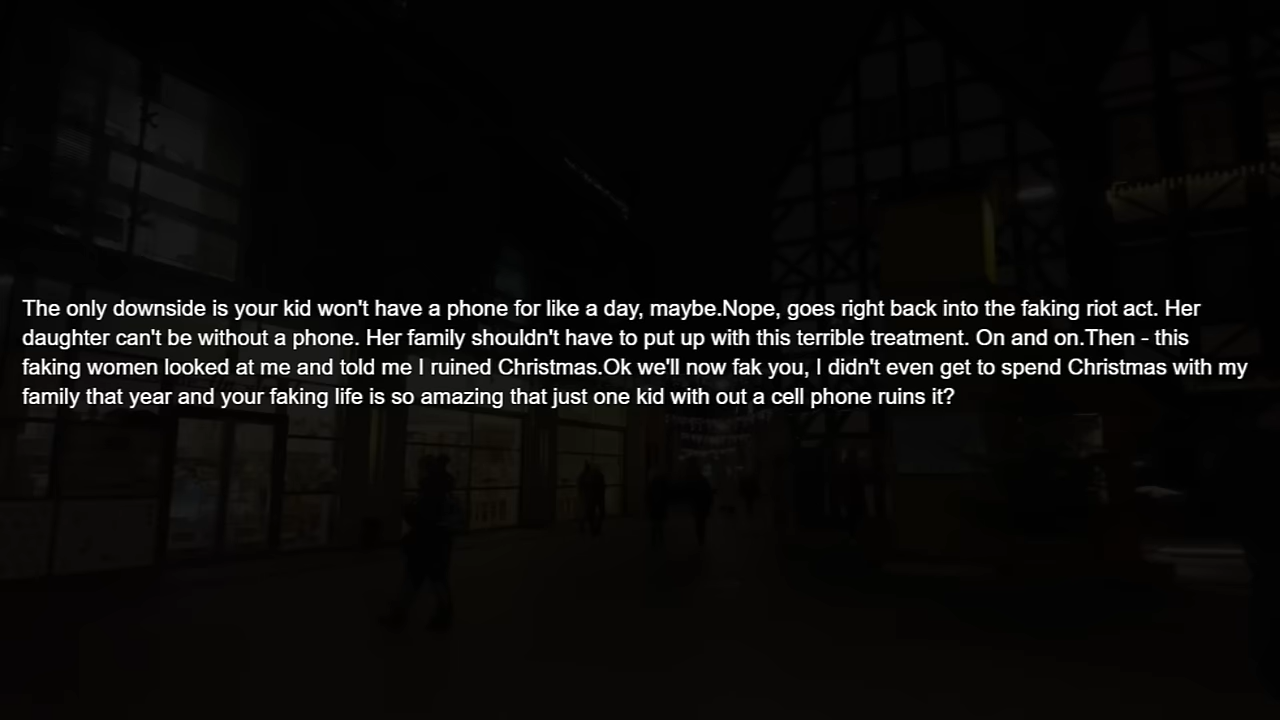 The only downside is your kid won't have a phone for like a day, maybe.Nope, goes right back into the faking riot act. Her
daughter can't be without a phone. Her family shouldn't have to put up with this terrible treatment. On and on.Then - this
faking women looked at me and told me I ruined Christmas.Ok we'll now fak you, I didn't even get to spend Christmas with my
family that year and your faking life is so amazing that just one kid with out a cell phone ruins it?